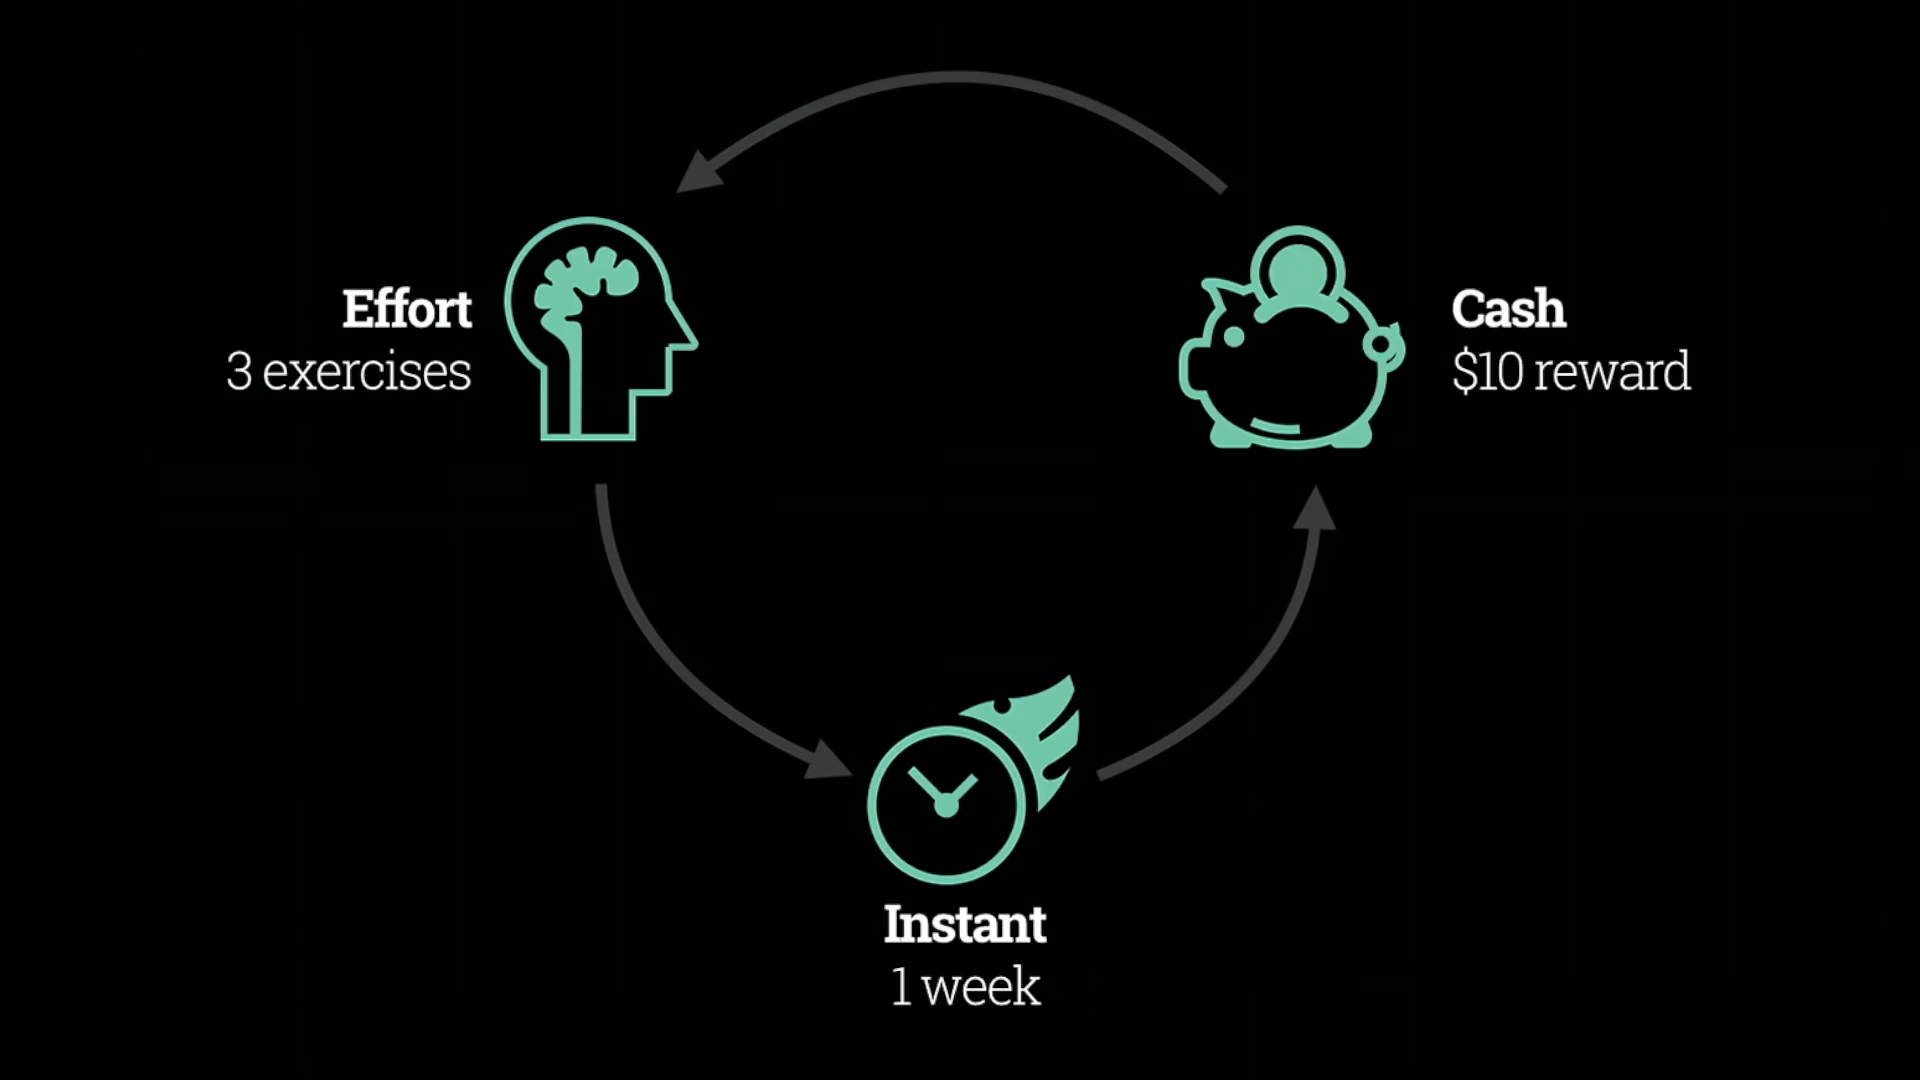 Effort
3 exercises
Cash
$10 reward
Instant
1 week